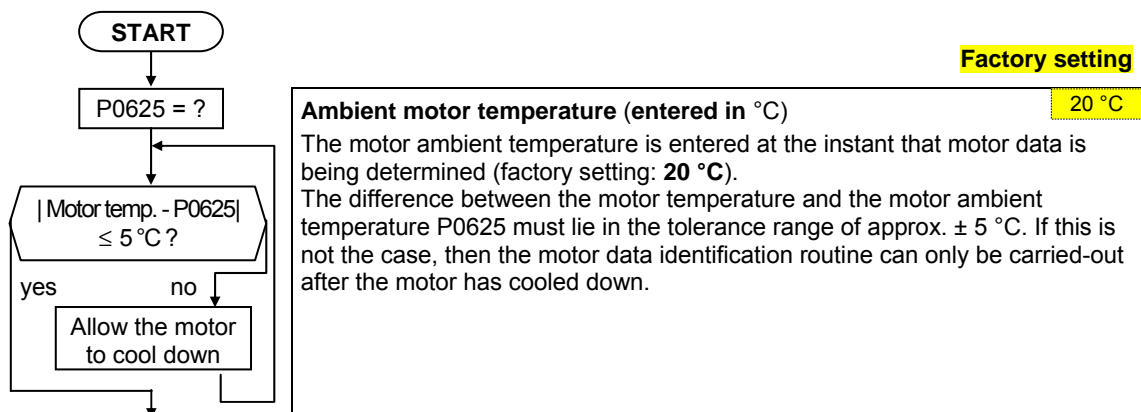 START
Factory setting
P0625 = ?
Ambient motor temperature (entered in °C)
20 °C
The motor ambient temperature is entered at the instant that motor data is
being determined (factory setting: 20 °C).
The difference between the motor temperature and the motor ambient
temperature P0625 must lie in the tolerance range of approx. ± 5 °C. If this is
not the case, then the motor data identification routine can only be carried-out
after the motor has cooled down.
| Motor temp. - P0625|
≤ 5 °C ?
yes no
Allow the motor
to cool down